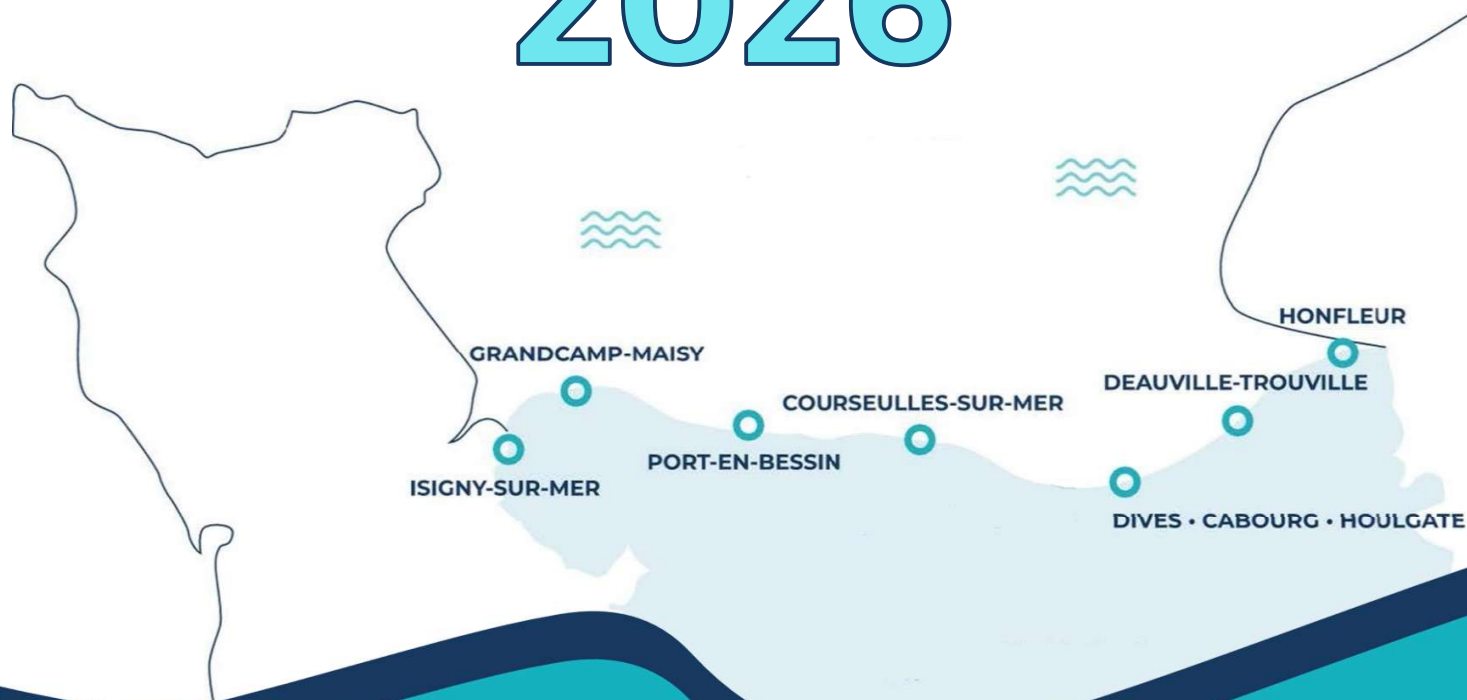 2026
HONFLEUR
GRANDCAMP-MAISY
DEAUVILLE-TROUVILLE
COURSEULLES-SUR-MER
PORT-EN-BESSIN
ISIGNY-SUR-MER
DIVES • CABOURG • HOULGATE